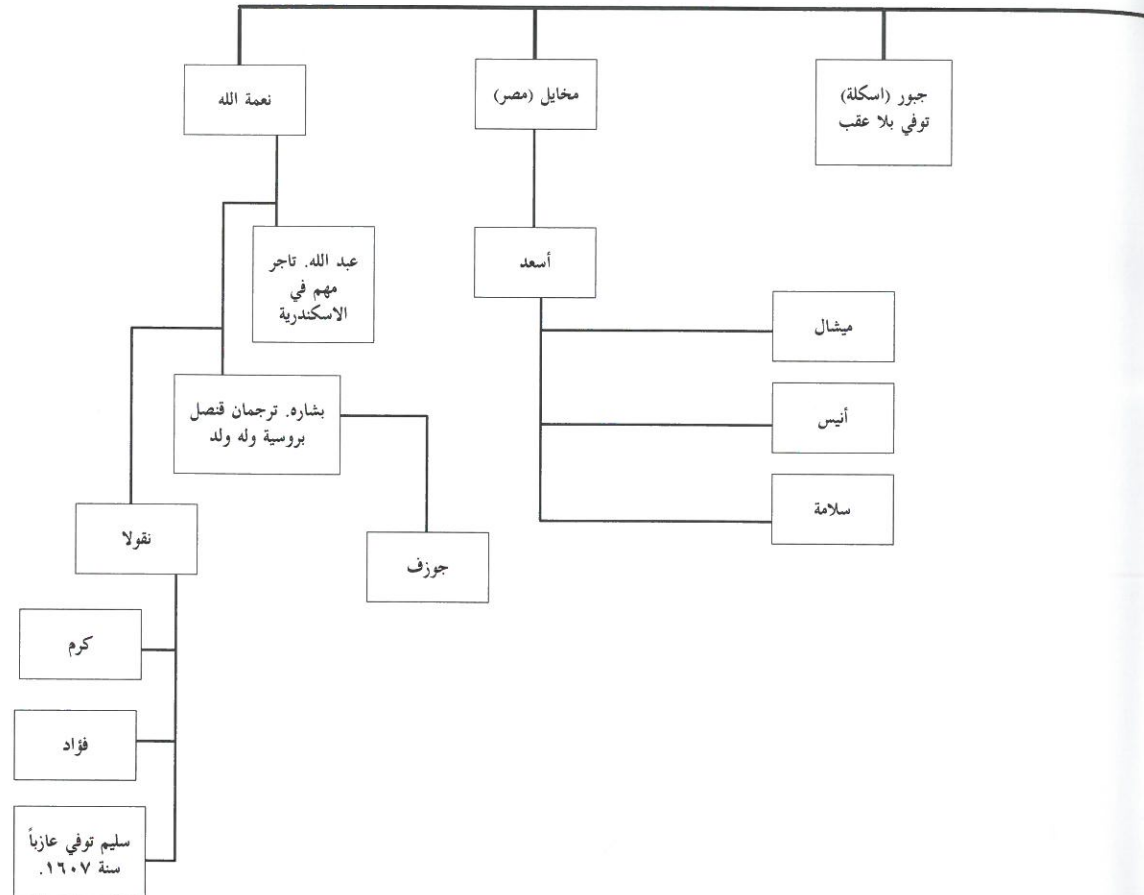 جبور (اسكلة)
توفي بلا عقب
مخايل (مصر)
نعمة الله
أسعد
عبد الله. تاجر
مهم في
الاسكندرية
ميشال
بشاره. ترجمان قنصل
بروسية وله ولد
أنيس
سلامة
نقولا
جوزف
كرم
فؤاد
سليم توفي عازباً
سنة ١٦٠٧.